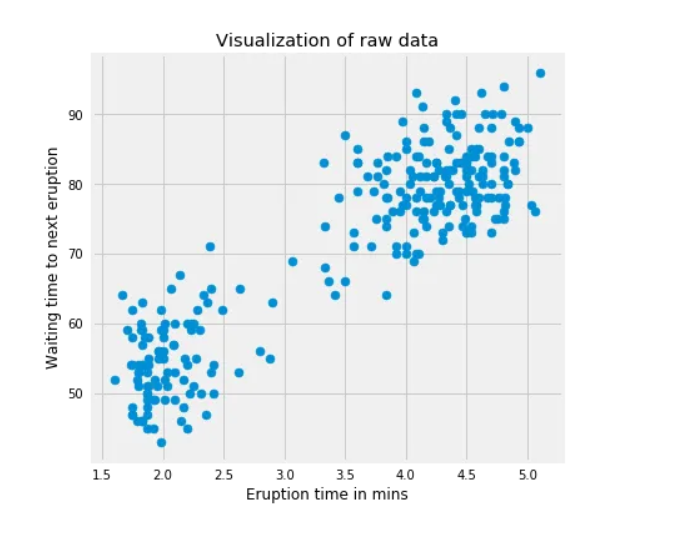 Visualization of raw data
Waiting time to next eruption
90
80
70
60
50
1.5 2.0 2.5 3.0 3.5 4.0 4.5 5.0
Eruption time in mins